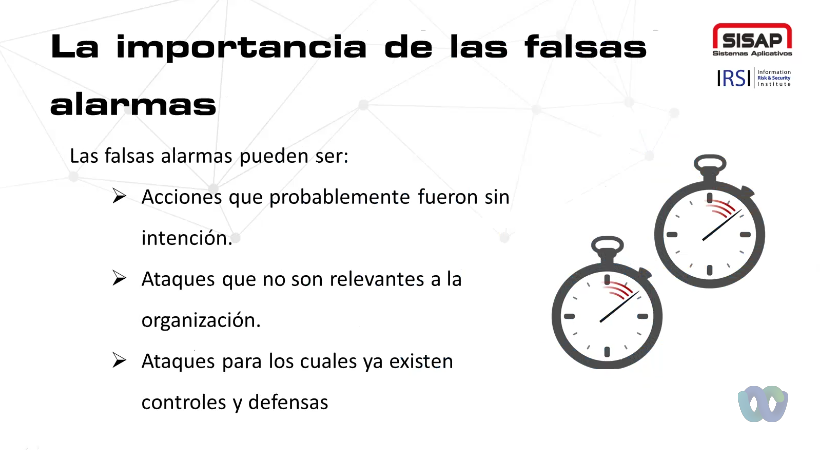 La importancia de las falsas
alarmas
SISAP
Sistemas Aplicativos
IRSI
Information
Risk & Security
Institute
Las falsas alarmas pueden ser:
➢ Acciones que probablemente fueron sin
intención.
➢ Ataques que no son relevantes a la
organización.
➢ Ataques para los cuales ya existen
controles y defensas